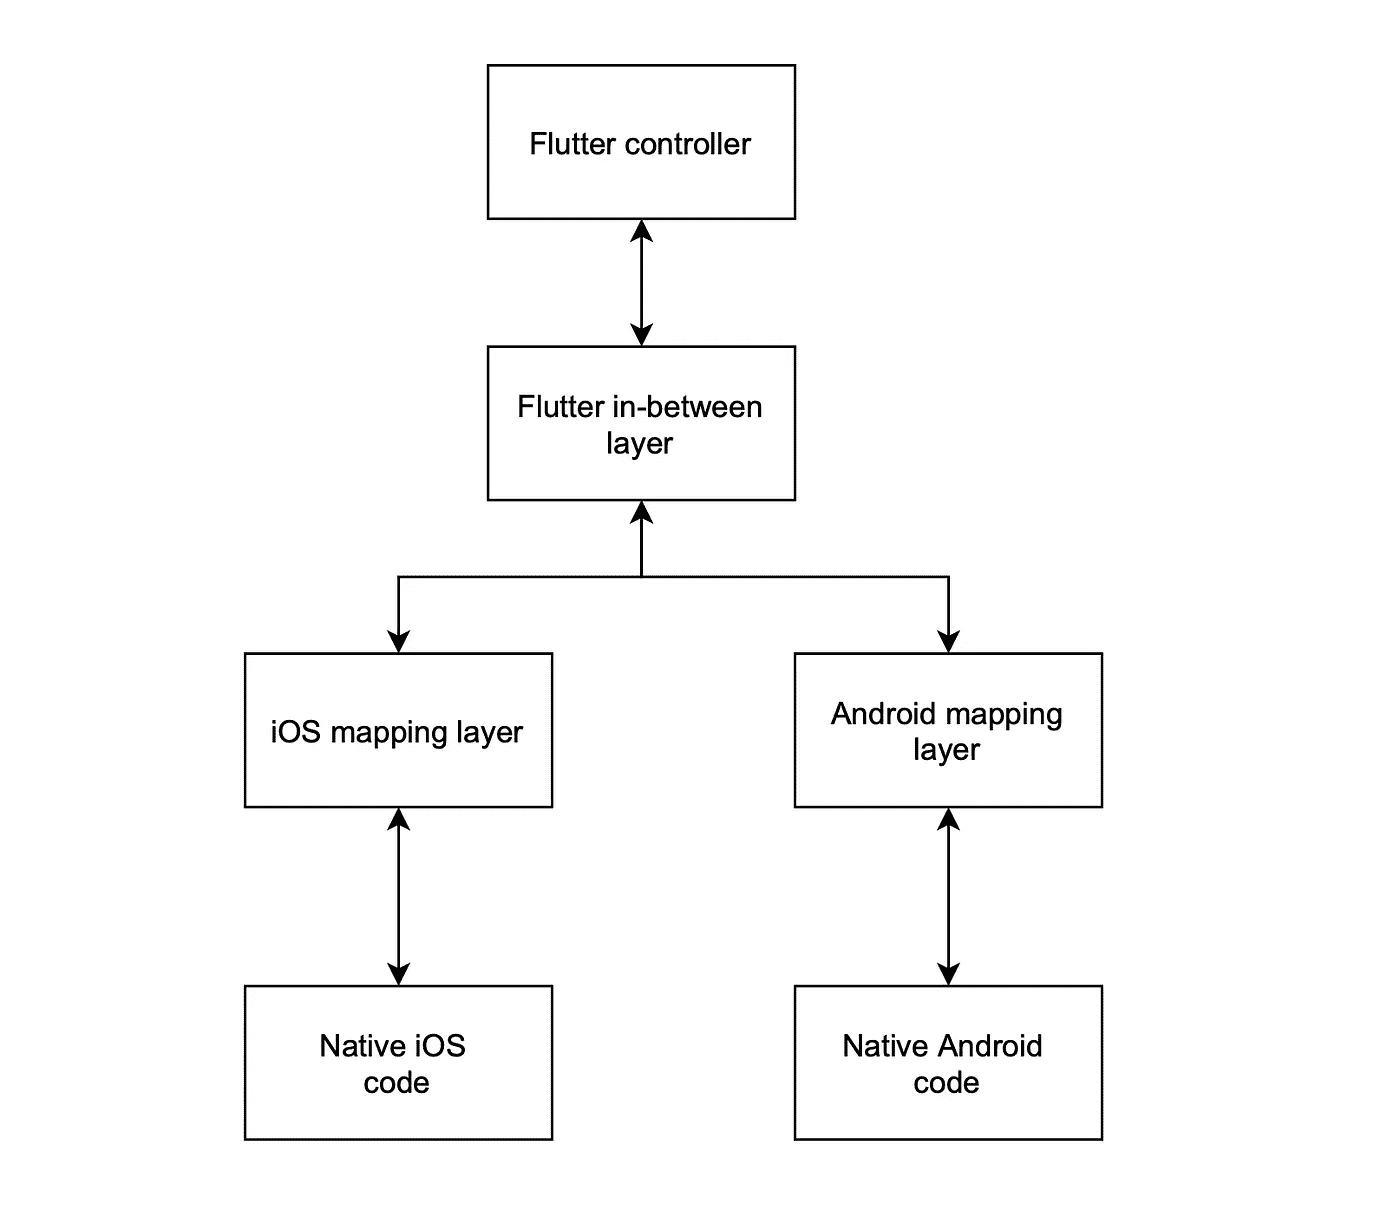 Flutter controller
Flutter in-between
layer
iOS mapping layer
Android mapping
layer
Native iOS
code
Native Android
code